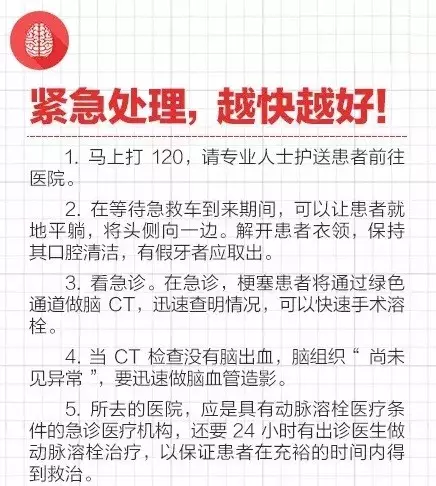 紧急处理，越快越好!
1. 马上打 120，请专业人士护送患者前往
医院。
2. 在等待急救车到来期间，可以让患者就
地平躺，将头侧向一边。解开患者衣领，保持
其口腔清洁，有假牙者应取出。
3. 看急诊。在急诊，梗塞患者将通过绿色
通道做脑 CT，迅速查明情况，可以快速手术溶
栓。
4. 当 CT 检查没有脑出血，脑组织“ 尚未
见异常 ”，要迅速做脑血管造影。
5. 所去的医院，应是具有动脉溶栓医疗条
件的急诊医疗机构，还要 24 小时有出诊医生做
动脉溶栓治疗，以保证患者在充裕的时间内得
到救治。